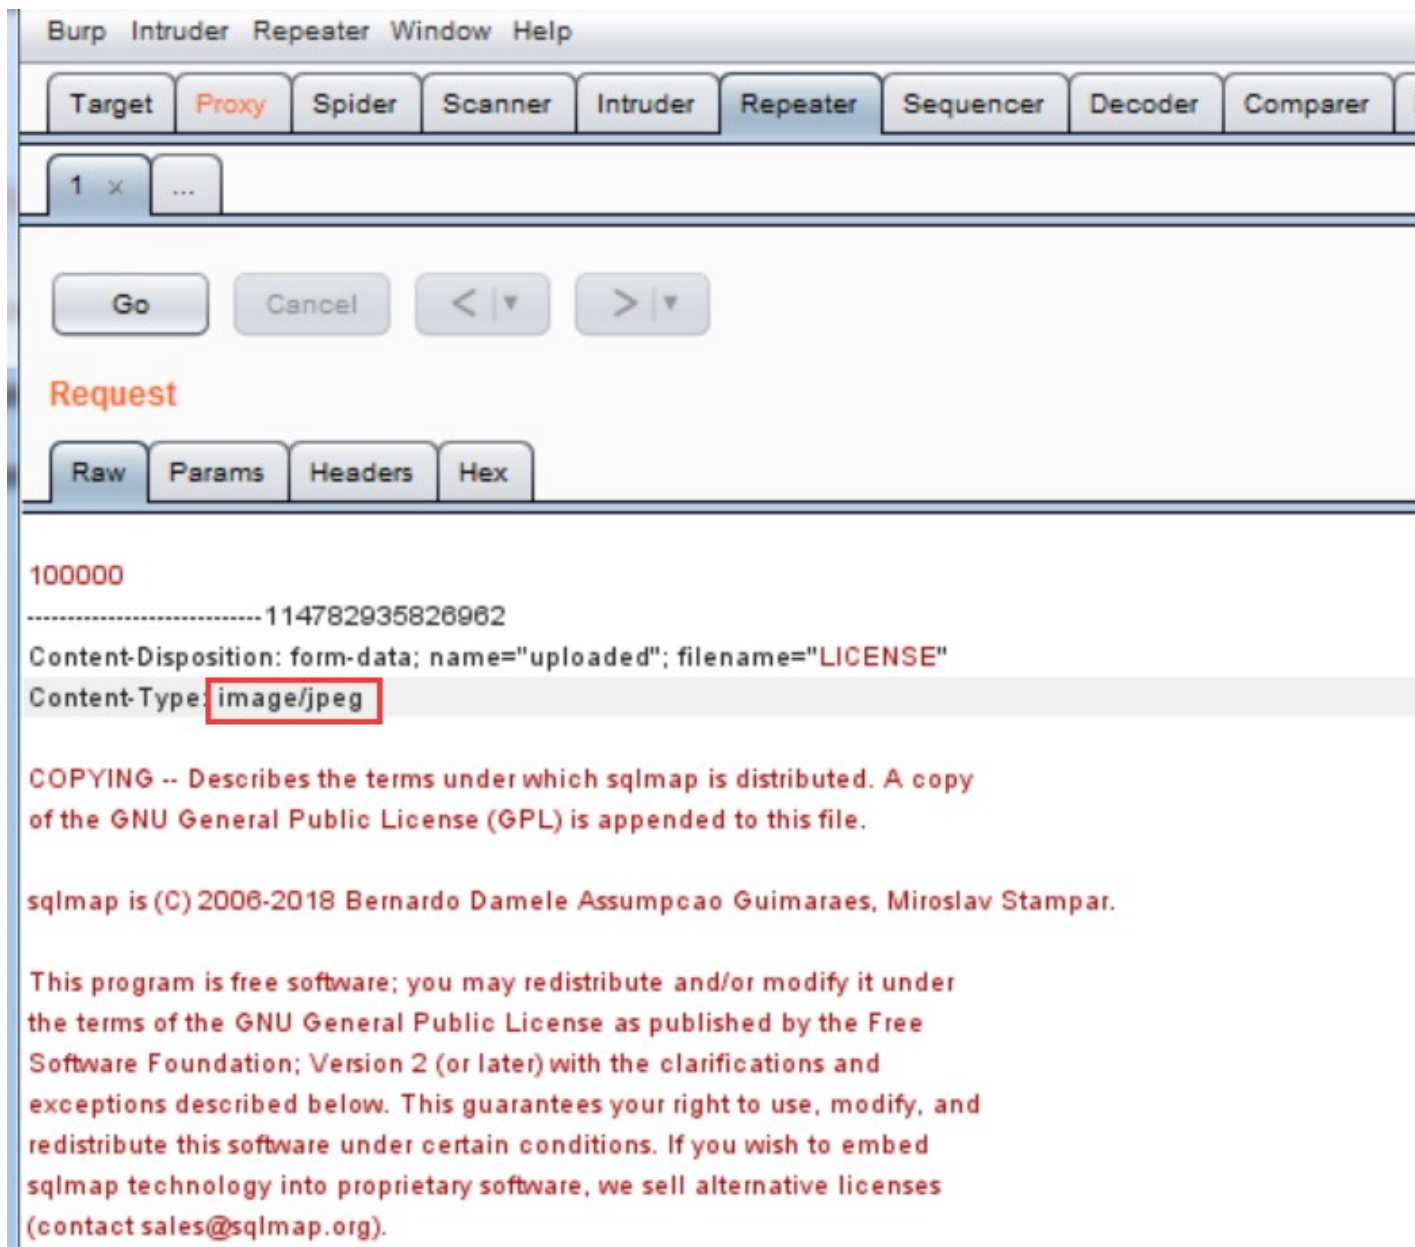 Burp Intruder Repeater Window Help
Target Proxy Spider Scanner Intruder Repeater Sequencer Decoder Comparer
1 × ...
Go Cancel < ▼ > ▼
Request
Raw Params Headers Hex
100000
-----------------------------114782935826962
Content-Disposition: form-data; name="uploaded"; filename="LICENSE"
Content-Type: image/jpeg
COPYING -- Describes the terms under which sqlmap is distributed. A copy
of the GNU General Public License (GPL) is appended to this file.
sqlmap is (C) 2006-2018 Bernardo Damele Assumpcao Guimaraes, Miroslav Stampar.
This program is free software; you may redistribute and/or modify it under
the terms of the GNU General Public License as published by the Free
Software Foundation; Version 2 (or later) with the clarifications and
exceptions described below. This guarantees your right to use, modify, and
redistribute this software under certain conditions. If you wish to embed
sqlmap technology into proprietary software, we sell alternative licenses
(contact sales@sqlmap.org).